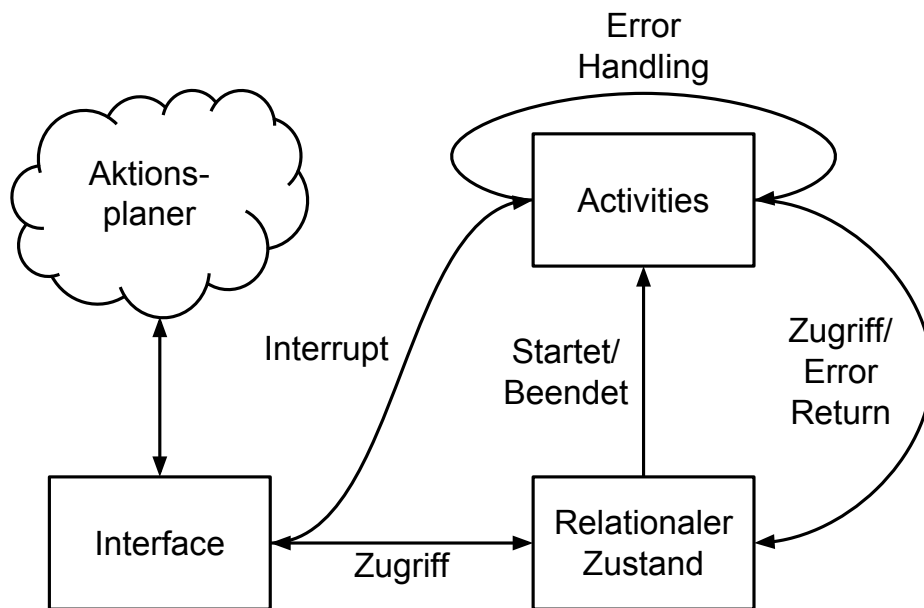 Error
Handling
Aktions-
planer
Activities
Interrupt
Startet/
Beendet
Zugriff/
Error
Return
Interface
Zugriff
Relationaler
Zustand